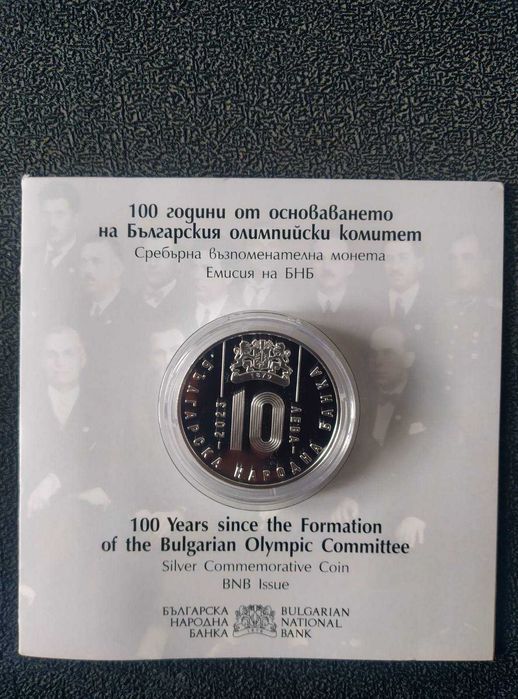 100 години от основаването
на Българския олимпийски комитет
Сребърна възпоменателна монета
Емисия на БНБ
БЪЛГАРСКА НАРОДНА БАНКА
1879
2023
10
ЛЕВА
100 Years since the Formation
of the Bulgarian Olympic Committee
Silver Commemorative Coin
BNB Issue
БЪЛГАРСКА
НАРОДНА
БАНКА
BULGARIAN
NATIONAL
BANK